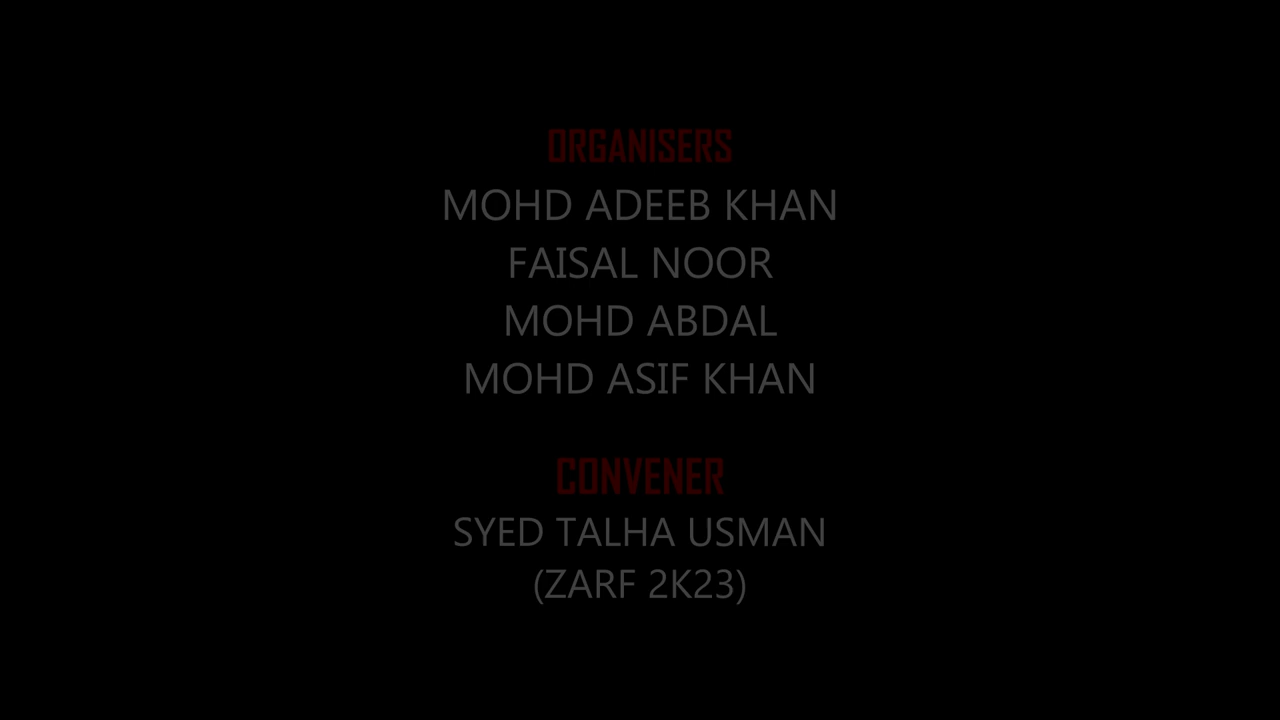 ORGANISERS
MOHD ADEEB KHAN
FAISAL NOOR
MOHD ABDAL
MOHD ASIF KHAN
CONVENER
SYED TALHA USMAN
(ZARF 2K23)